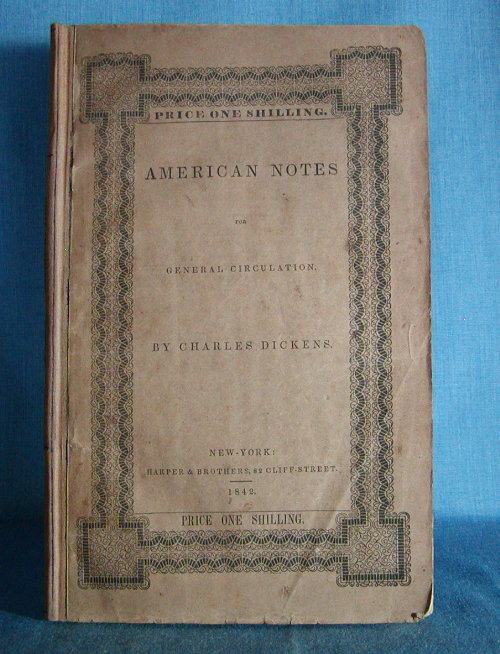 PRICE ONE SHILLING.
AMERICAN NOTES
FOR
GENERAL CIRCULATION.
BY CHARLES DICKENS.
NEW-YORK:
HARPER & BROTHERS, 82 CLIFF-STREET.
1842.
PRICE ONE SHILLING.